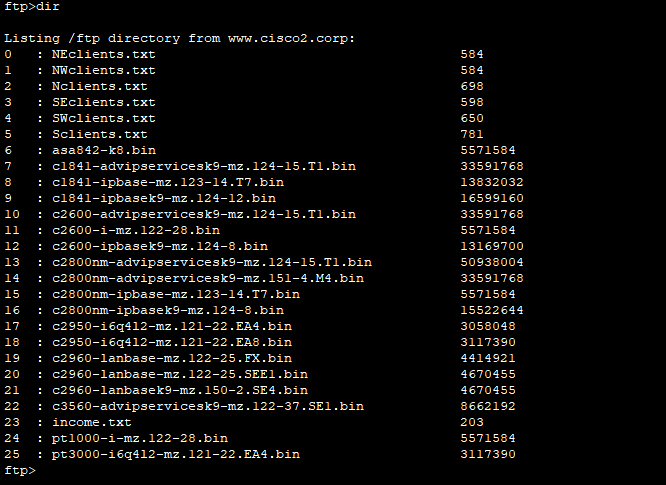 ftp>dir
Listing /ftp directory from www.cisco2.corp:
0 : NEclients.txt 584
1 : NWclients.txt 584
2 : Nclients.txt 698
3 : SEclients.txt 598
4 : SWclients.txt 650
5 : Sclients.txt 781
6 : asa842-k8.bin 5571584
7 : c1841-advipservicesk9-mz.124-15.T1.bin 33591768
8 : c1841-ipbase-mz.123-14.T7.bin 13832032
9 : c1841-ipbasek9-mz.124-12.bin 16599160
10 : c2600-advipservicesk9-mz.124-15.T1.bin 33591768
11 : c2600-i-mz.122-28.bin 5571584
12 : c2600-ipbasek9-mz.124-8.bin 13169700
13 : c2800nm-advipservicesk9-mz.124-15.T1.bin 50938004
14 : c2800nm-advipservicesk9-mz.151-4.M4.bin 33591768
15 : c2800nm-ipbase-mz.123-14.T7.bin 5571584
16 : c2800nm-ipbasek9-mz.124-8.bin 15522644
17 : c2950-i6q4l2-mz.121-22.EA4.bin 3058048
18 : c2950-i6q4l2-mz.121-22.EA8.bin 3117390
19 : c2960-lanbase-mz.122-25.FX.bin 4414921
20 : c2960-lanbase-mz.122-25.SEE1.bin 4670455
21 : c2960-lanbasek9-mz.150-2.SE4.bin 4670455
22 : c3560-advipservicesk9-mz.122-37.SE1.bin 8662192
23 : income.txt 203
24 : pt1000-i-mz.122-28.bin 5571584
25 : pt3000-i6q4l2-mz.121-22.EA4.bin 3117390
ftp>